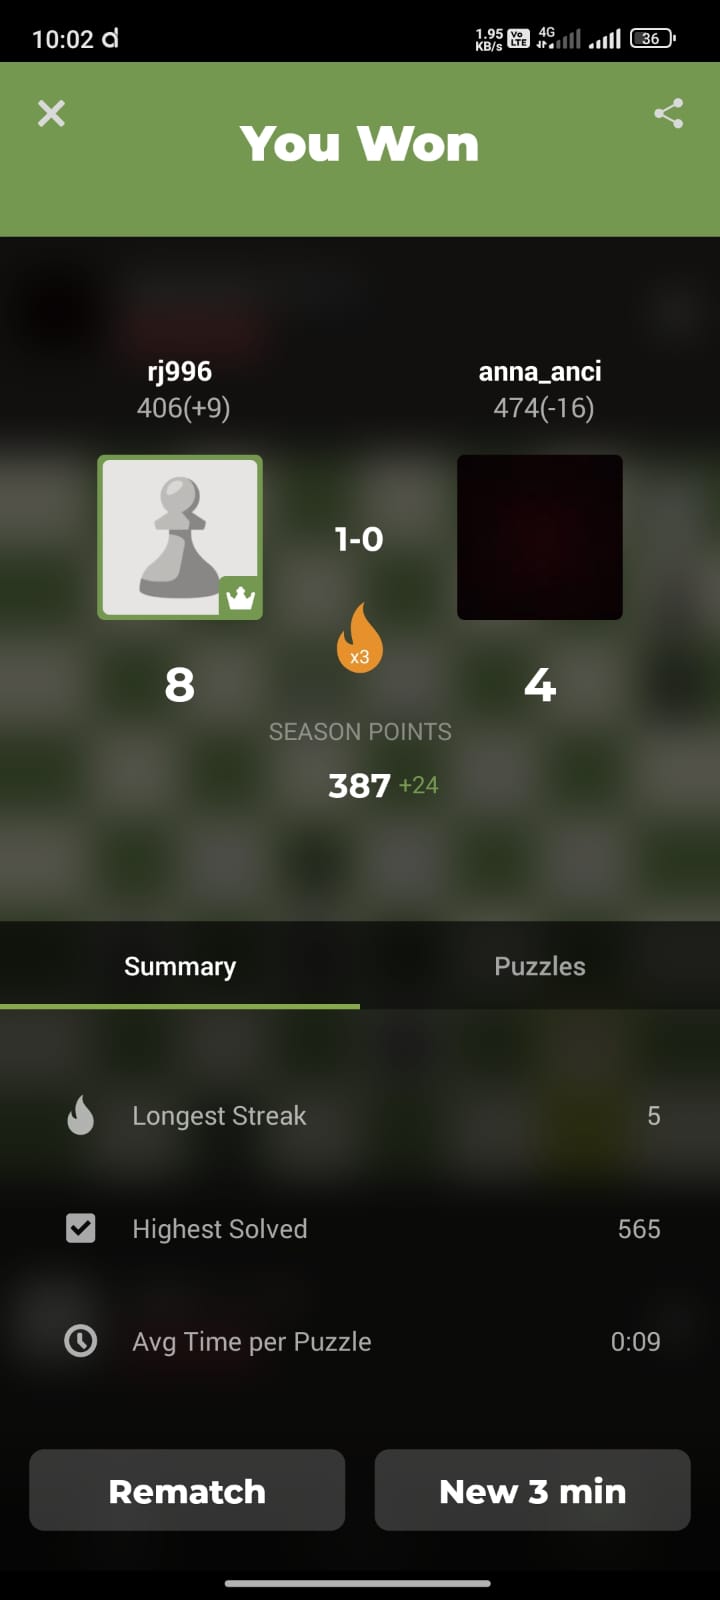 10:02 d
1.95 KB/s Vo LTE 4G 36
You Won
rj996
406(+9)
anna_anci
474(-16)
1-0
x3
8
4
SEASON POINTS
387 +24
Summary
Puzzles
Longest Streak 5
Highest Solved 565
Avg Time per Puzzle 0:09
Rematch
New 3 min